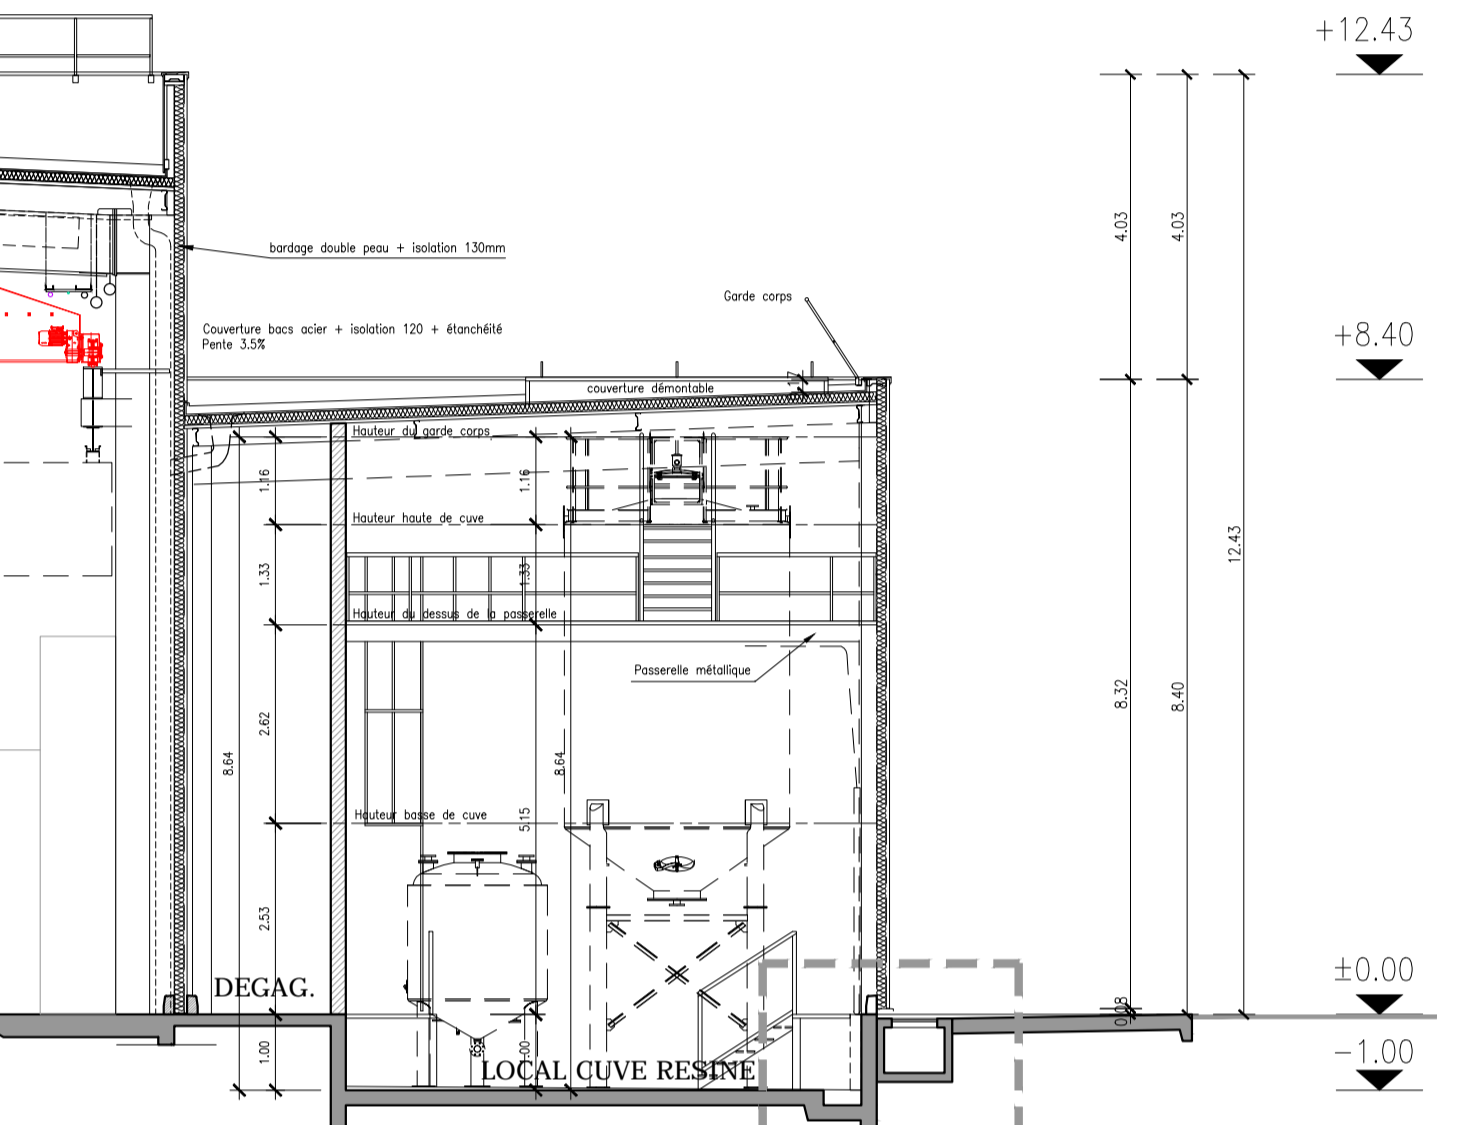 +12.43
4.03
4.03
bardage double peau + isolation 130mm
Garde corps
Couverture bacs acier + isolation 120 + étanchéité
Pente 3.5%
+8.40
couverture démontable
Hauteur du garde corps
1.16
1.16
Hauteur haute de cuve
12.43
1.33
1.33
Hauteur du dessus de la passerelle
Passerelle métallique
8.32
8.40
2.62
8.64
8.64
Hauteur basse de cuve
5.15
2.53
DEGAG.
±0.00
0.08
1.00
1.00
LOCAL CUVE RESINE
-1.00